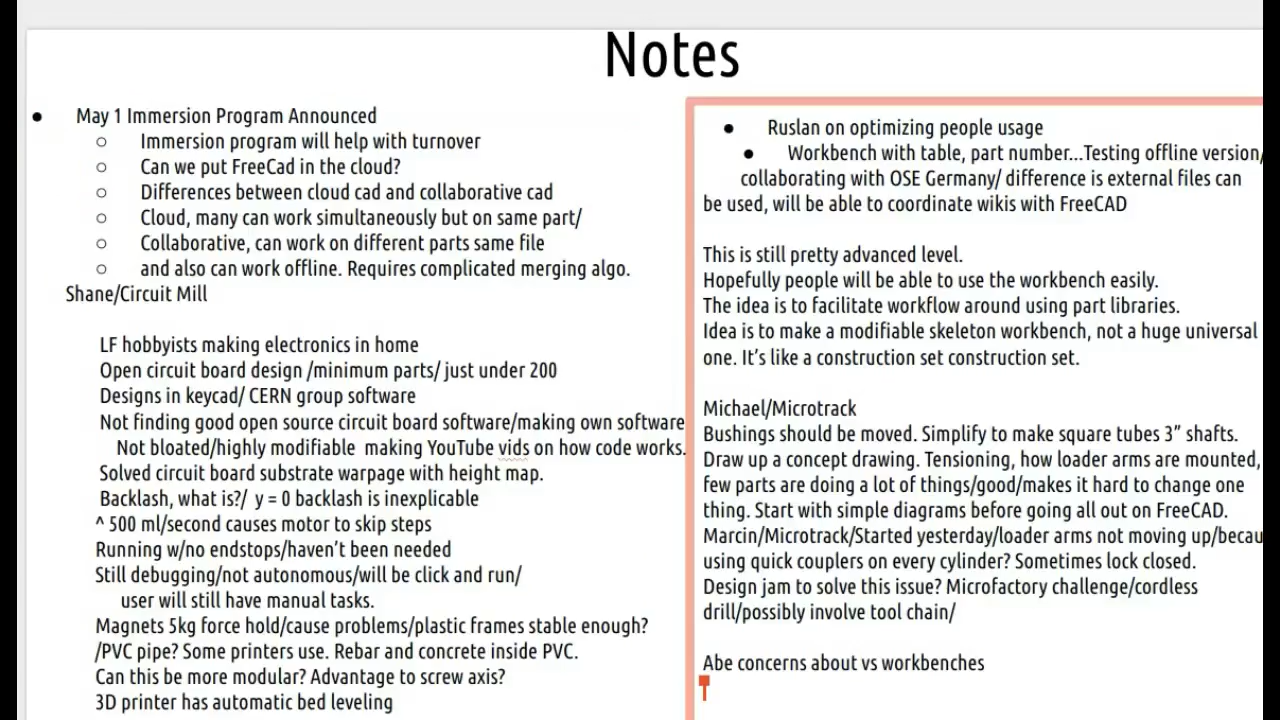 Notes
● May 1 Immersion Program Announced
○ Immersion program will help with turnover
○ Can we put FreeCad in the cloud?
○ Differences between cloud cad and collaborative cad
○ Cloud, many can work simultaneously but on same part/
○ Collaborative, can work on different parts same file
○ and also can work offline. Requires complicated merging algo.
Shane/Circuit Mill
LF hobbyists making electronics in home
Open circuit board design /minimum parts/ just under 200
Designs in keycad/ CERN group software
Not finding good open source circuit board software/making own software
Not bloated/highly modifiable making YouTube vids on how code works.
Solved circuit board substrate warpage with height map.
Backlash, what is?/ y = 0 backlash is inexplicable
^ 500 ml/second causes motor to skip steps
Running w/no endstops/haven't been needed
Still debugging/not autonomous/will be click and run/
user will still have manual tasks.
Magnets 5kg force hold/cause problems/plastic frames stable enough?
/PVC pipe? Some printers use. Rebar and concrete inside PVC.
Can this be more modular? Advantage to screw axis?
3D printer has automatic bed leveling
● Ruslan on optimizing people usage
● Workbench with table, part number...Testing offline version/
collaborating with OSE Germany/ difference is external files can
be used, will be able to coordinate wikis with FreeCAD
This is still pretty advanced level.
Hopefully people will be able to use the workbench easily.
The idea is to facilitate workflow around using part libraries.
Idea is to make a modifiable skeleton workbench, not a huge universal
one. It's like a construction set construction set.
Michael/Microtrack
Bushings should be moved. Simplify to make square tubes 3” shafts.
Draw up a concept drawing. Tensioning, how loader arms are mounted,
few parts are doing a lot of things/good/makes it hard to change one
thing. Start with simple diagrams before going all out on FreeCAD.
Marcin/Microtrack/Started yesterday/loader arms not moving up/becau
using quick couplers on every cylinder? Sometimes lock closed.
Design jam to solve this issue? Microfactory challenge/cordless
drill/possibly involve tool chain/
Abe concerns about vs workbenches